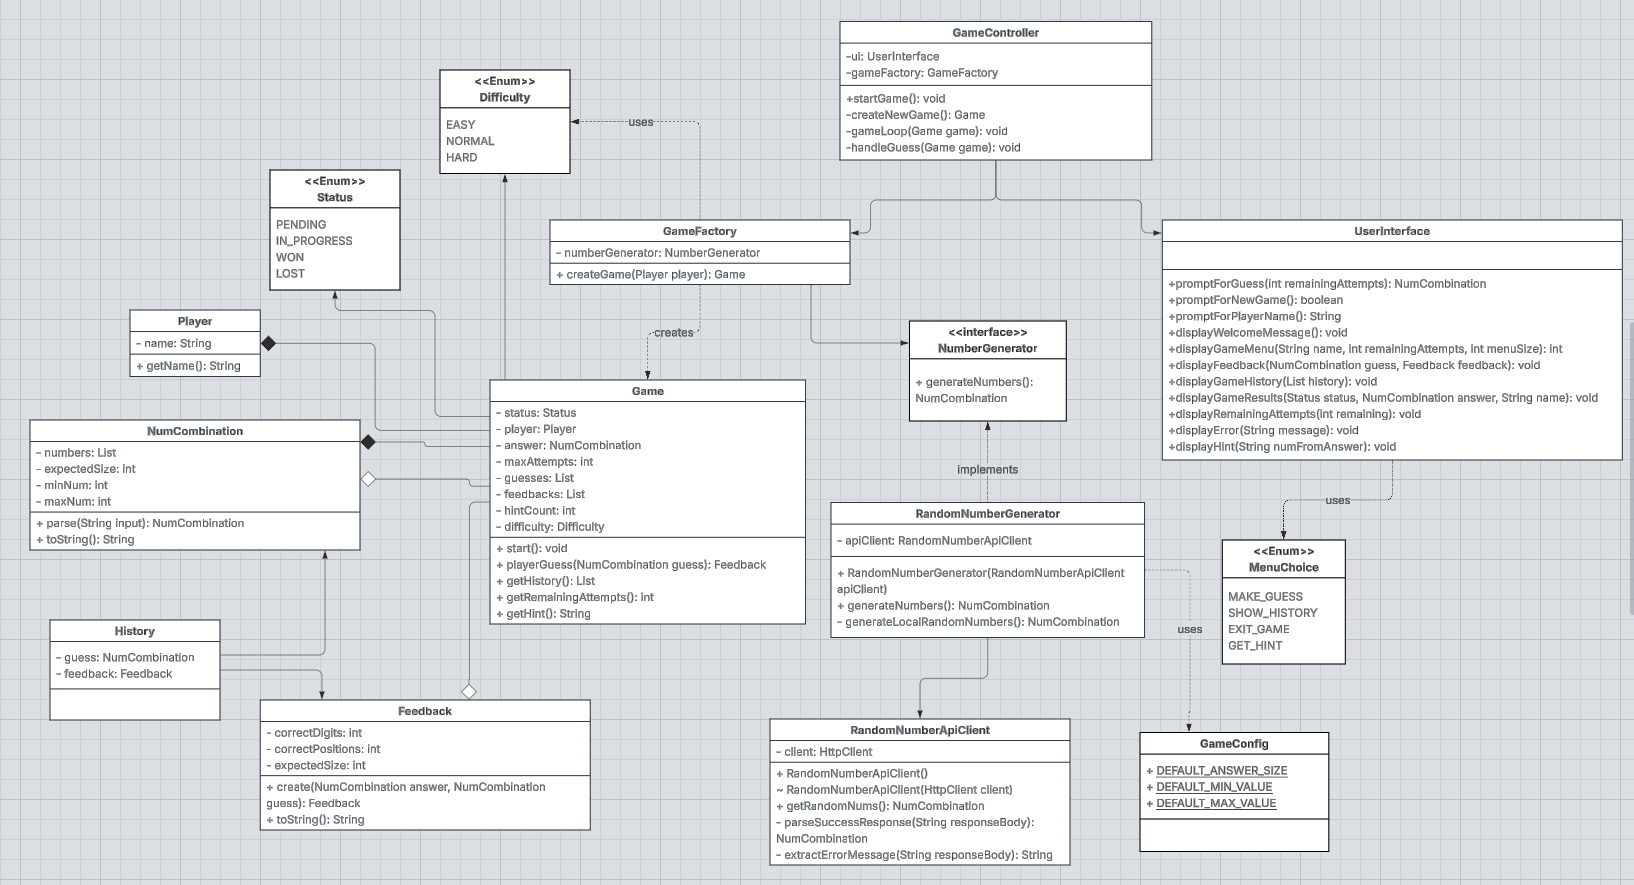 GameController
-ui: UserInterface
-gameFactory: GameFactory
+startGame(): void
-createNewGame(): Game
-gameLoop(Game game): void
-handleGuess(Game game): void
<<Enum>>
Difficulty
EASY
NORMAL
HARD
uses
<<Enum>>
Status
PENDING
IN_PROGRESS
WON
LOST
GameFactory
- numberGenerator: NumberGenerator
+ createGame(Player player): Game
UserInterface
+promptForGuess(int remainingAttempts): NumCombination
+promptForNewGame(): boolean
+promptForPlayerName(): String
+displayWelcomeMessage(): void
+displayGameMenu(String name, int remainingAttempts, int menuSize): int
+displayFeedback(NumCombination guess, Feedback feedback): void
+displayGameHistory(List history): void
+displayGameResults(Status status, NumCombination answer, String name): void
+displayRemainingAttempts(int remaining): void
+displayError(String message): void
+displayHint(String numFromAnswer): void
Player
- name: String
+ getName(): String
creates
<<interface>>
NumberGenerator
+ generateNumbers():
NumCombination
Game
- status: Status
- player: Player
- answer: NumCombination
- maxAttempts: int
- guesses: List
- feedbacks: List
- hintCount: int
- difficulty: Difficulty
+ start(): void
+ playerGuess(NumCombination guess): Feedback
+ getHistory(): List
+ getRemainingAttempts(): int
+ getHint(): String
NumCombination
- numbers: List
- expectedSize: int
- minNum: int
- maxNum: int
+ parse(String input): NumCombination
+ toString(): String
implements
uses
RandomNumberGenerator
- apiClient: RandomNumberApiClient
+ RandomNumberGenerator(RandomNumberApiClient
apiClient)
+ generateNumbers(): NumCombination
- generateLocalRandomNumbers(): NumCombination
<<Enum>>
MenuChoice
MAKE_GUESS
SHOW_HISTORY
EXIT_GAME
GET_HINT
uses
History
- guess: NumCombination
- feedback: Feedback
Feedback
- correctDigits: int
- correctPositions: int
- expectedSize: int
+ create(NumCombination answer, NumCombination
guess): Feedback
+ toString(): String
RandomNumberApiClient
- client: HttpClient
+ RandomNumberApiClient()
~ RandomNumberApiClient(HttpClient client)
+ getRandomNums(): NumCombination
- parseSuccessResponse(String responseBody):
NumCombination
- extractErrorMessage(String responseBody): String
GameConfig
+ DEFAULT_ANSWER_SIZE
+ DEFAULT_MIN_VALUE
+ DEFAULT_MAX_VALUE